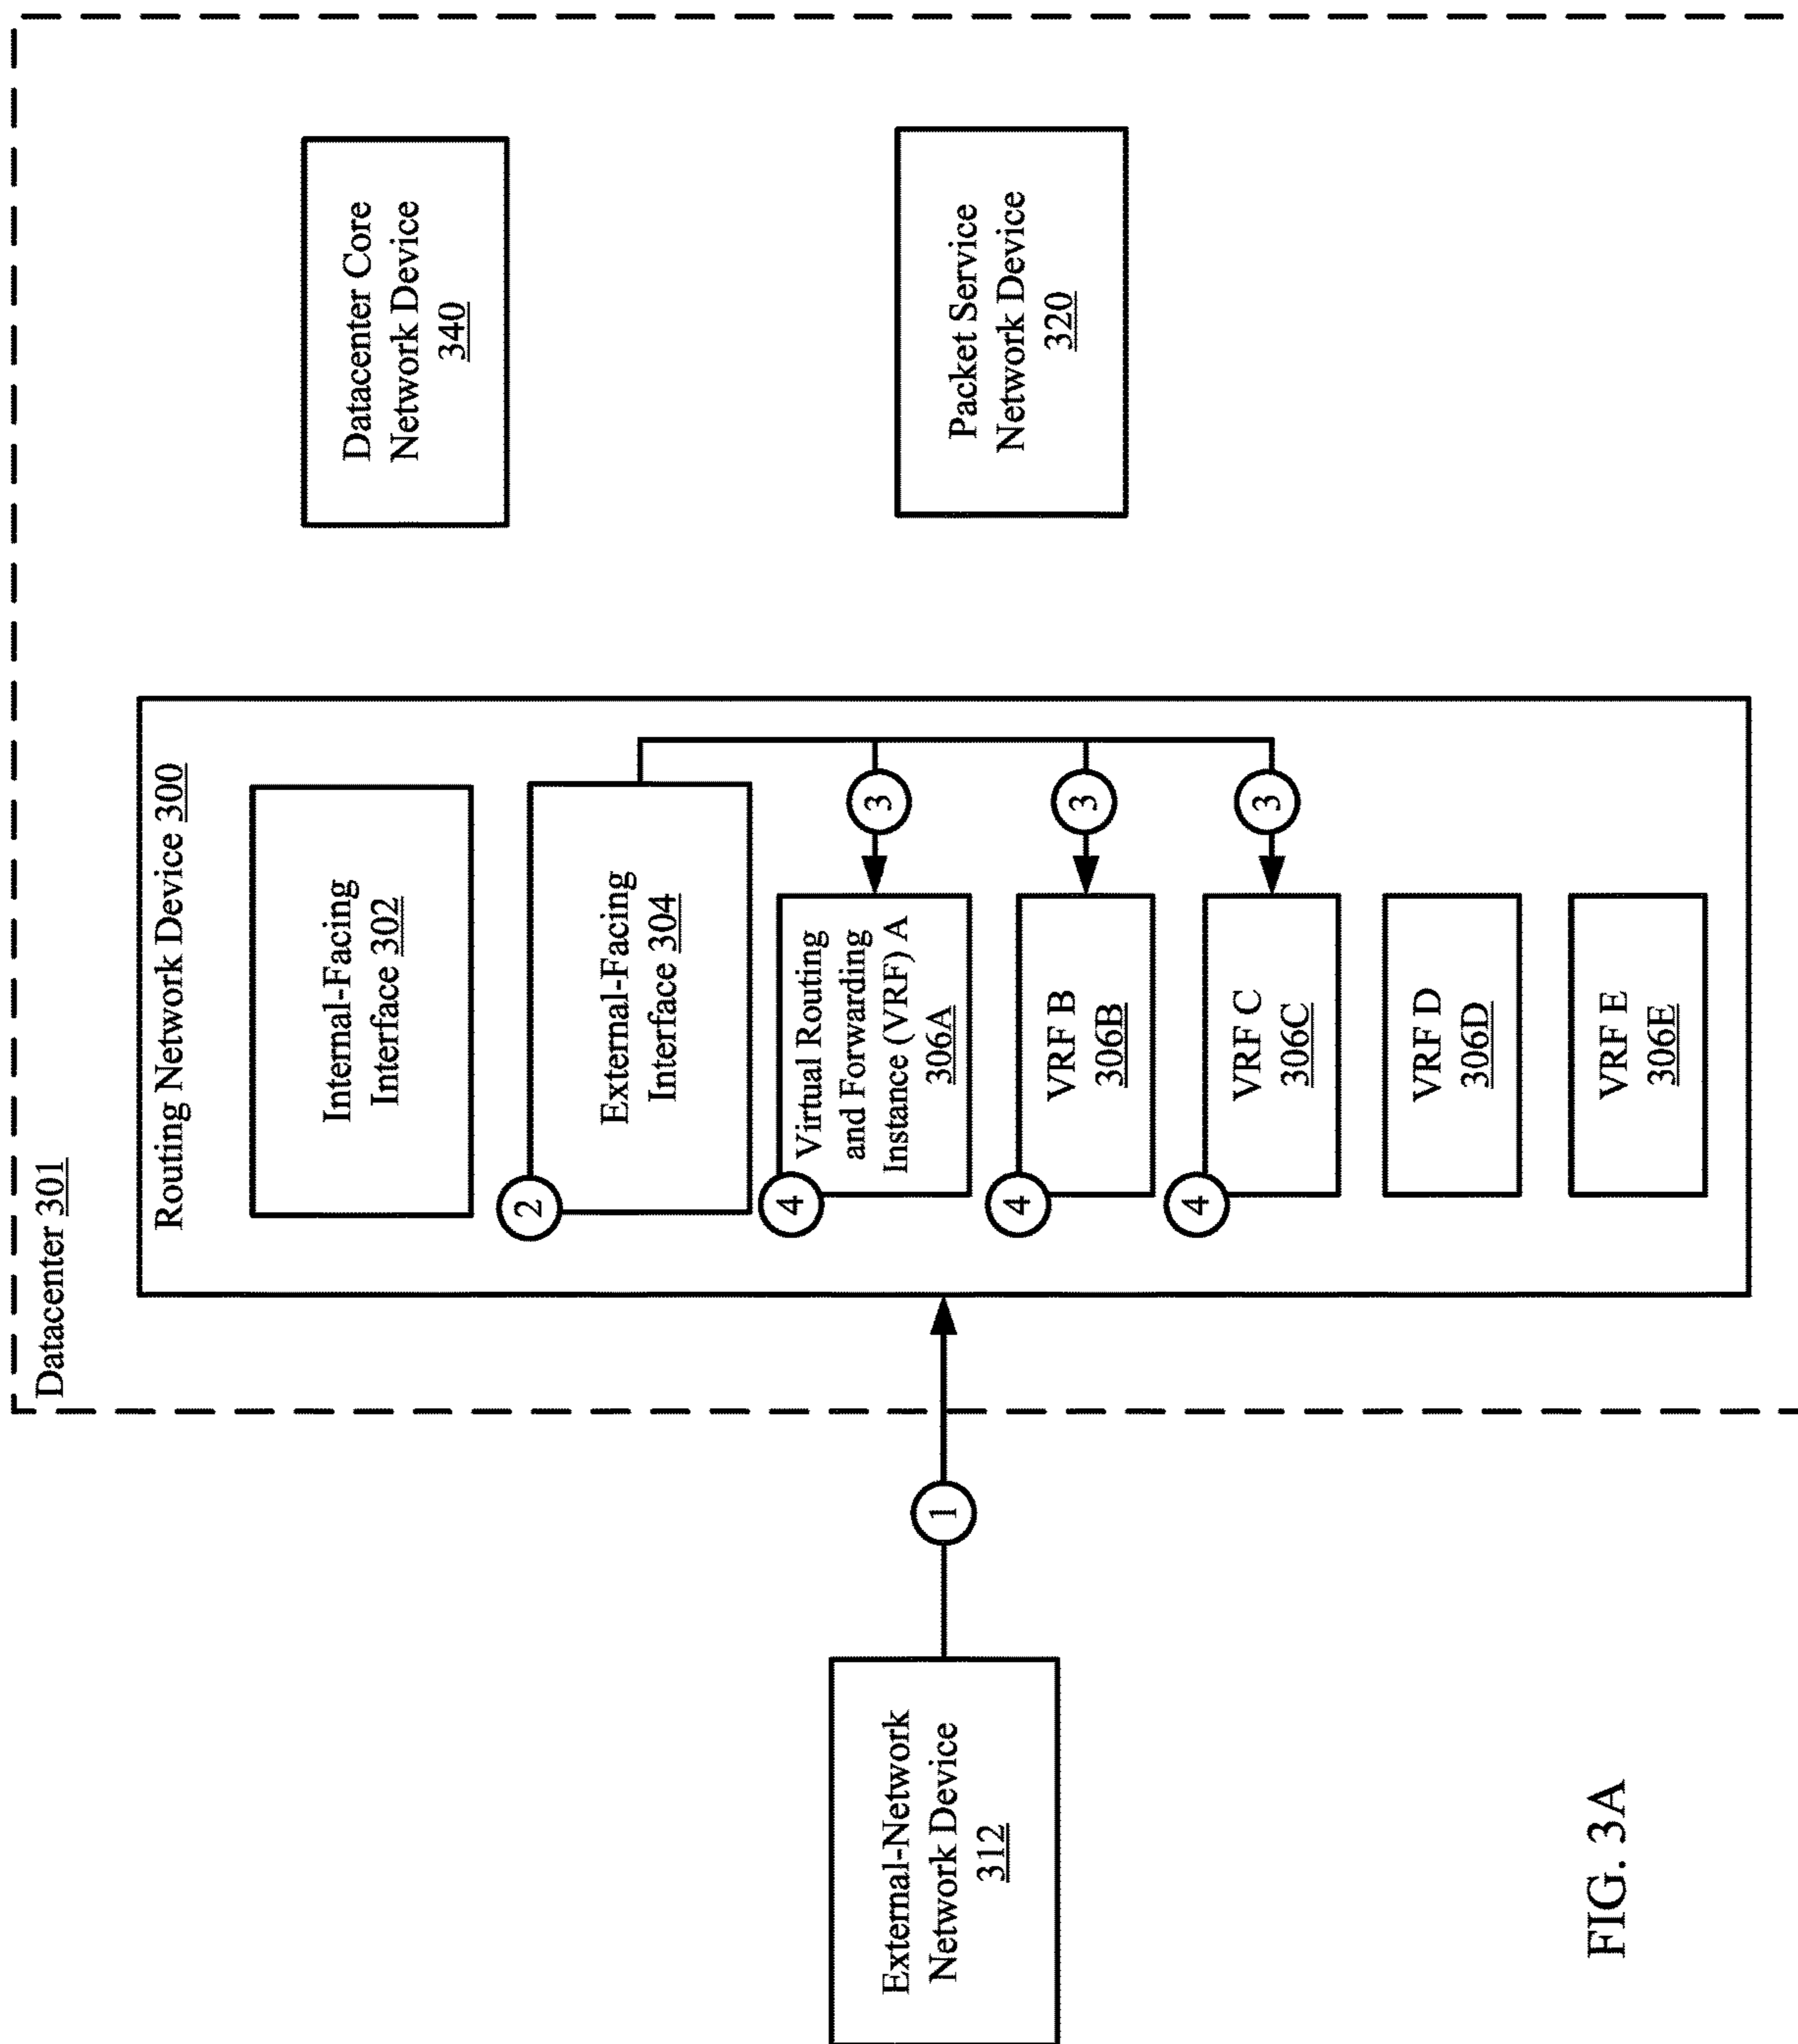 Datacenter 301
Routing Network Device 300
Internal-Facing
Interface 302
2
External-Facing
Interface 304
4
Virtual Routing
and Forwarding
Instance (VRF) A
306A
3
4
VRF B
306B
3
4
VRF C
306C
3
VRF D
306D
VRF E
306E
Datacenter Core
Network Device
340
Packet Service
Network Device
320
1
External-Network
Network Device
312
FIG. 3A